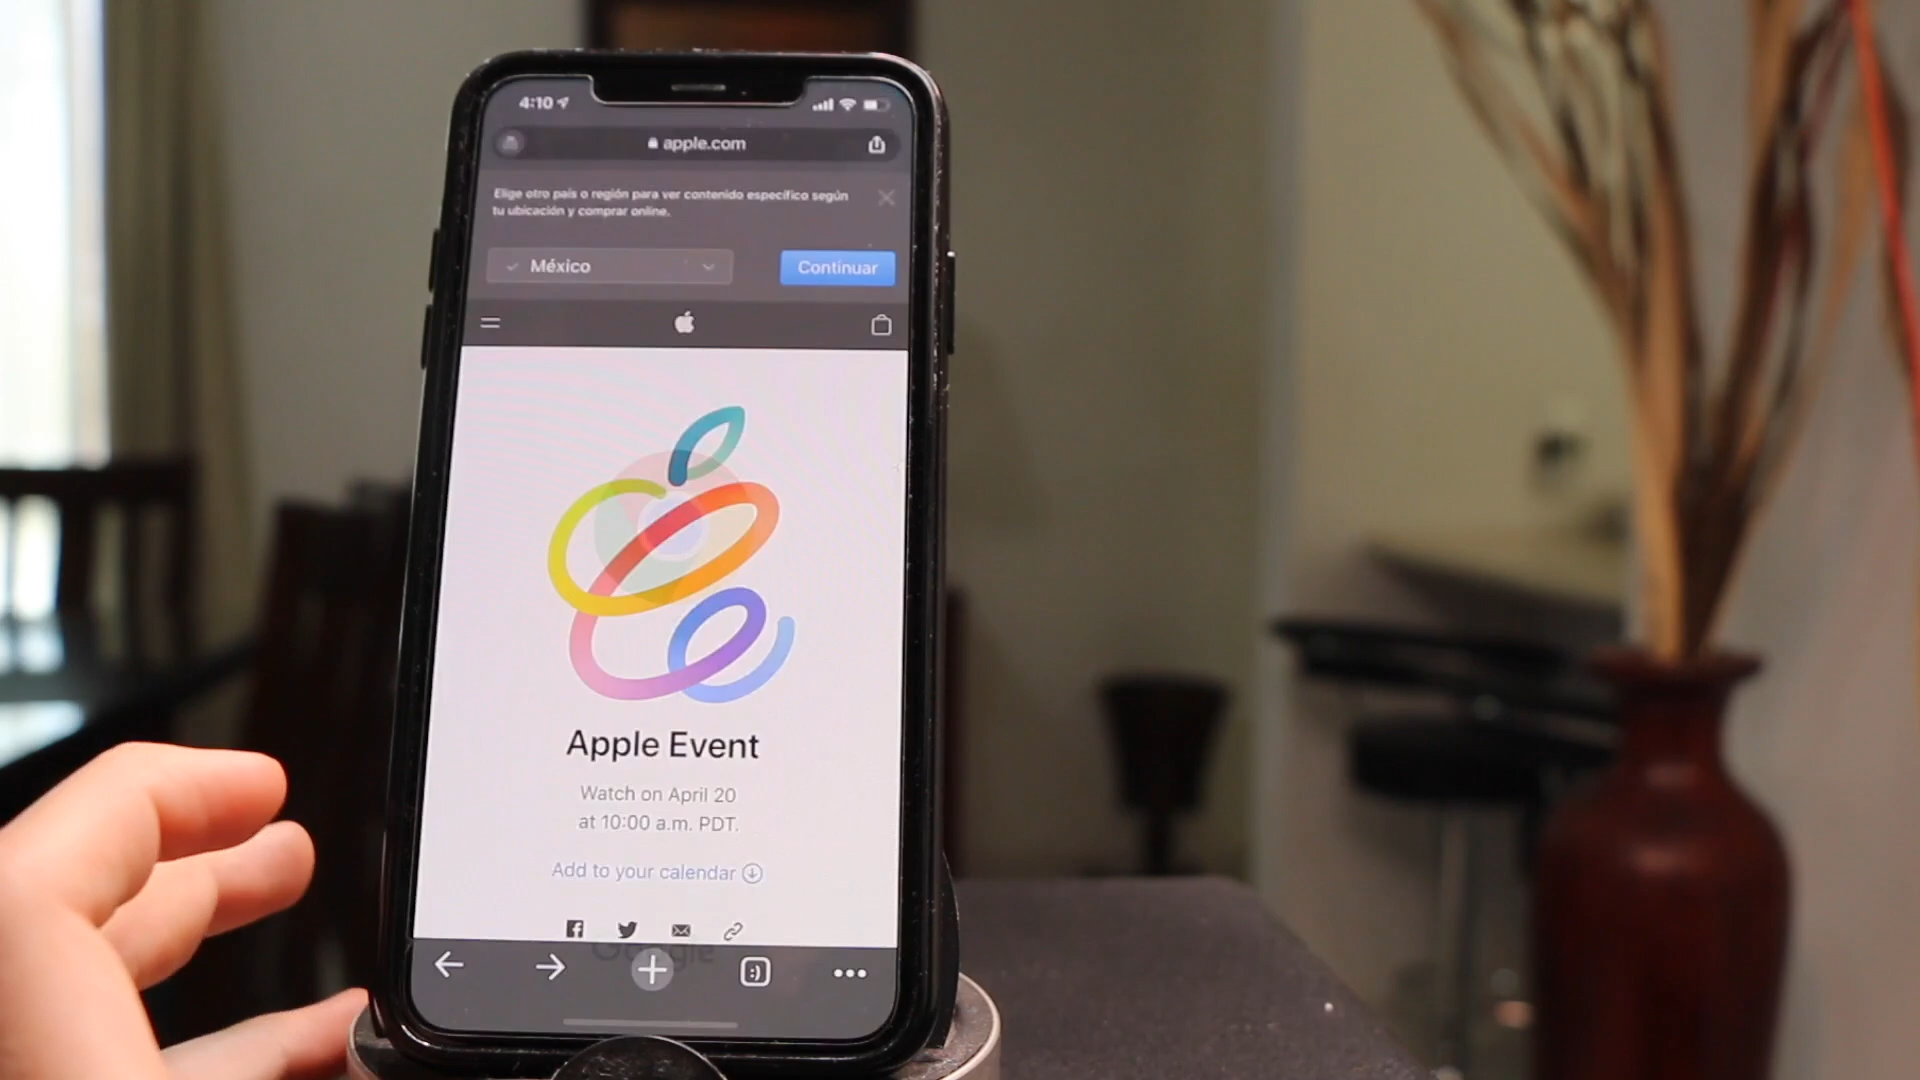 4:10
apple.com
Elige otro país o región para ver contenido específico según
tu ubicación y comprar online.
México
Continuar
Apple Event
Watch on April 20
at 10:00 a.m. PDT.
Add to your calendar
Google
:)